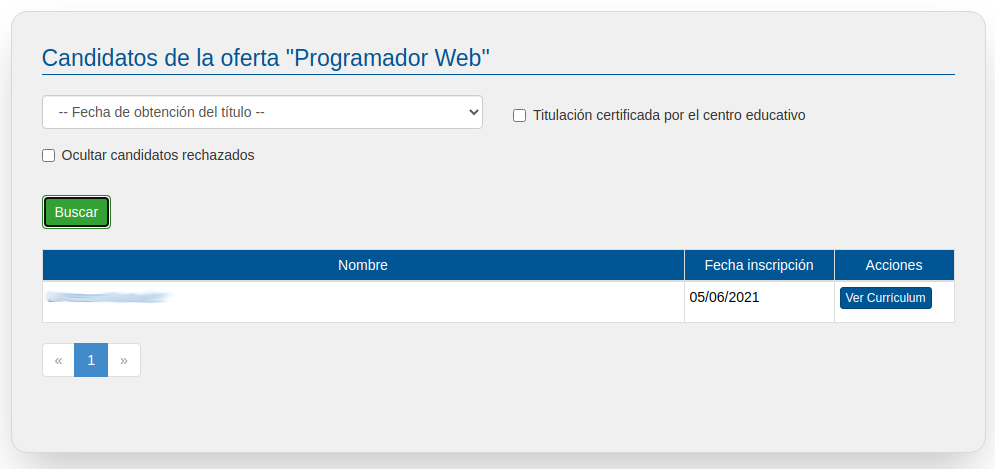 Candidatos de la oferta "Programador Web"
-- Fecha de obtención del título --
Titulación certificada por el centro educativo
Ocultar candidatos rechazados
Buscar
Nombre Fecha inscripción Acciones
05/06/2021 Ver Currículum
« 1 »